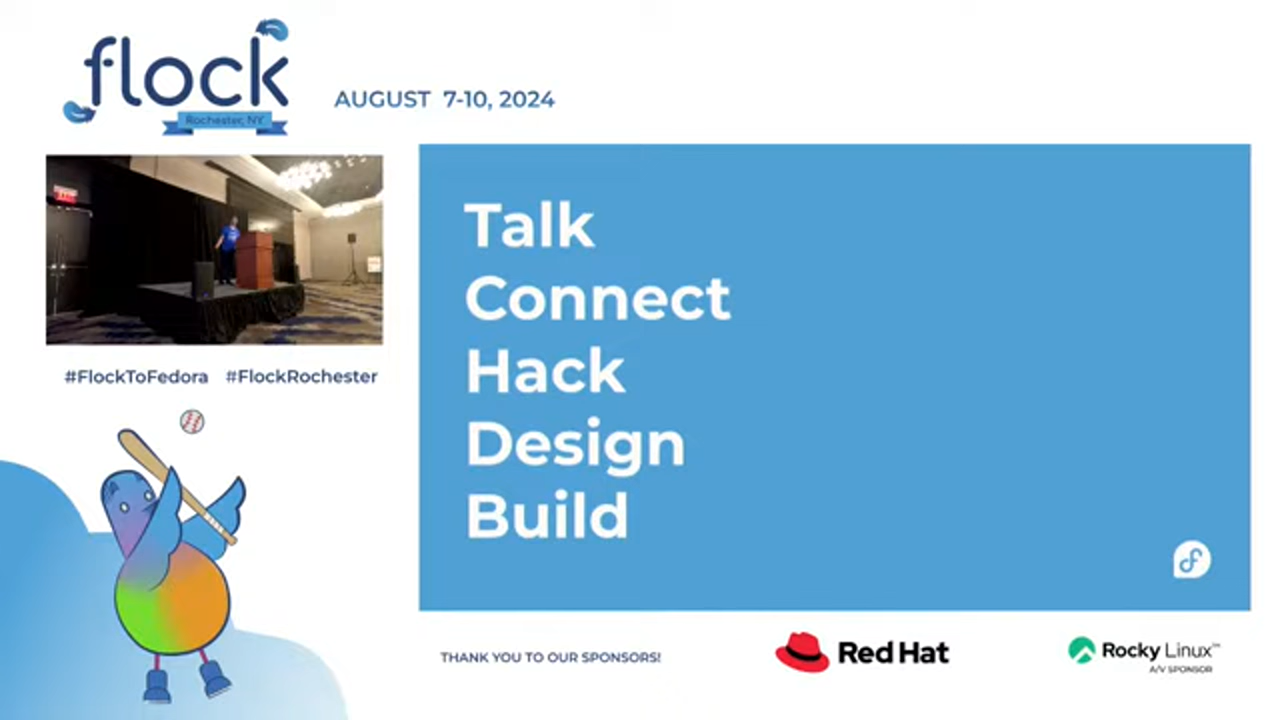 flock
Rochester, NY
AUGUST 7-10, 2024
#FlockToFedora #FlockRochester
Talk
Connect
Hack
Design
Build
THANK YOU TO OUR SPONSORS!
Red Hat
Rocky Linux™
A/V SPONSOR